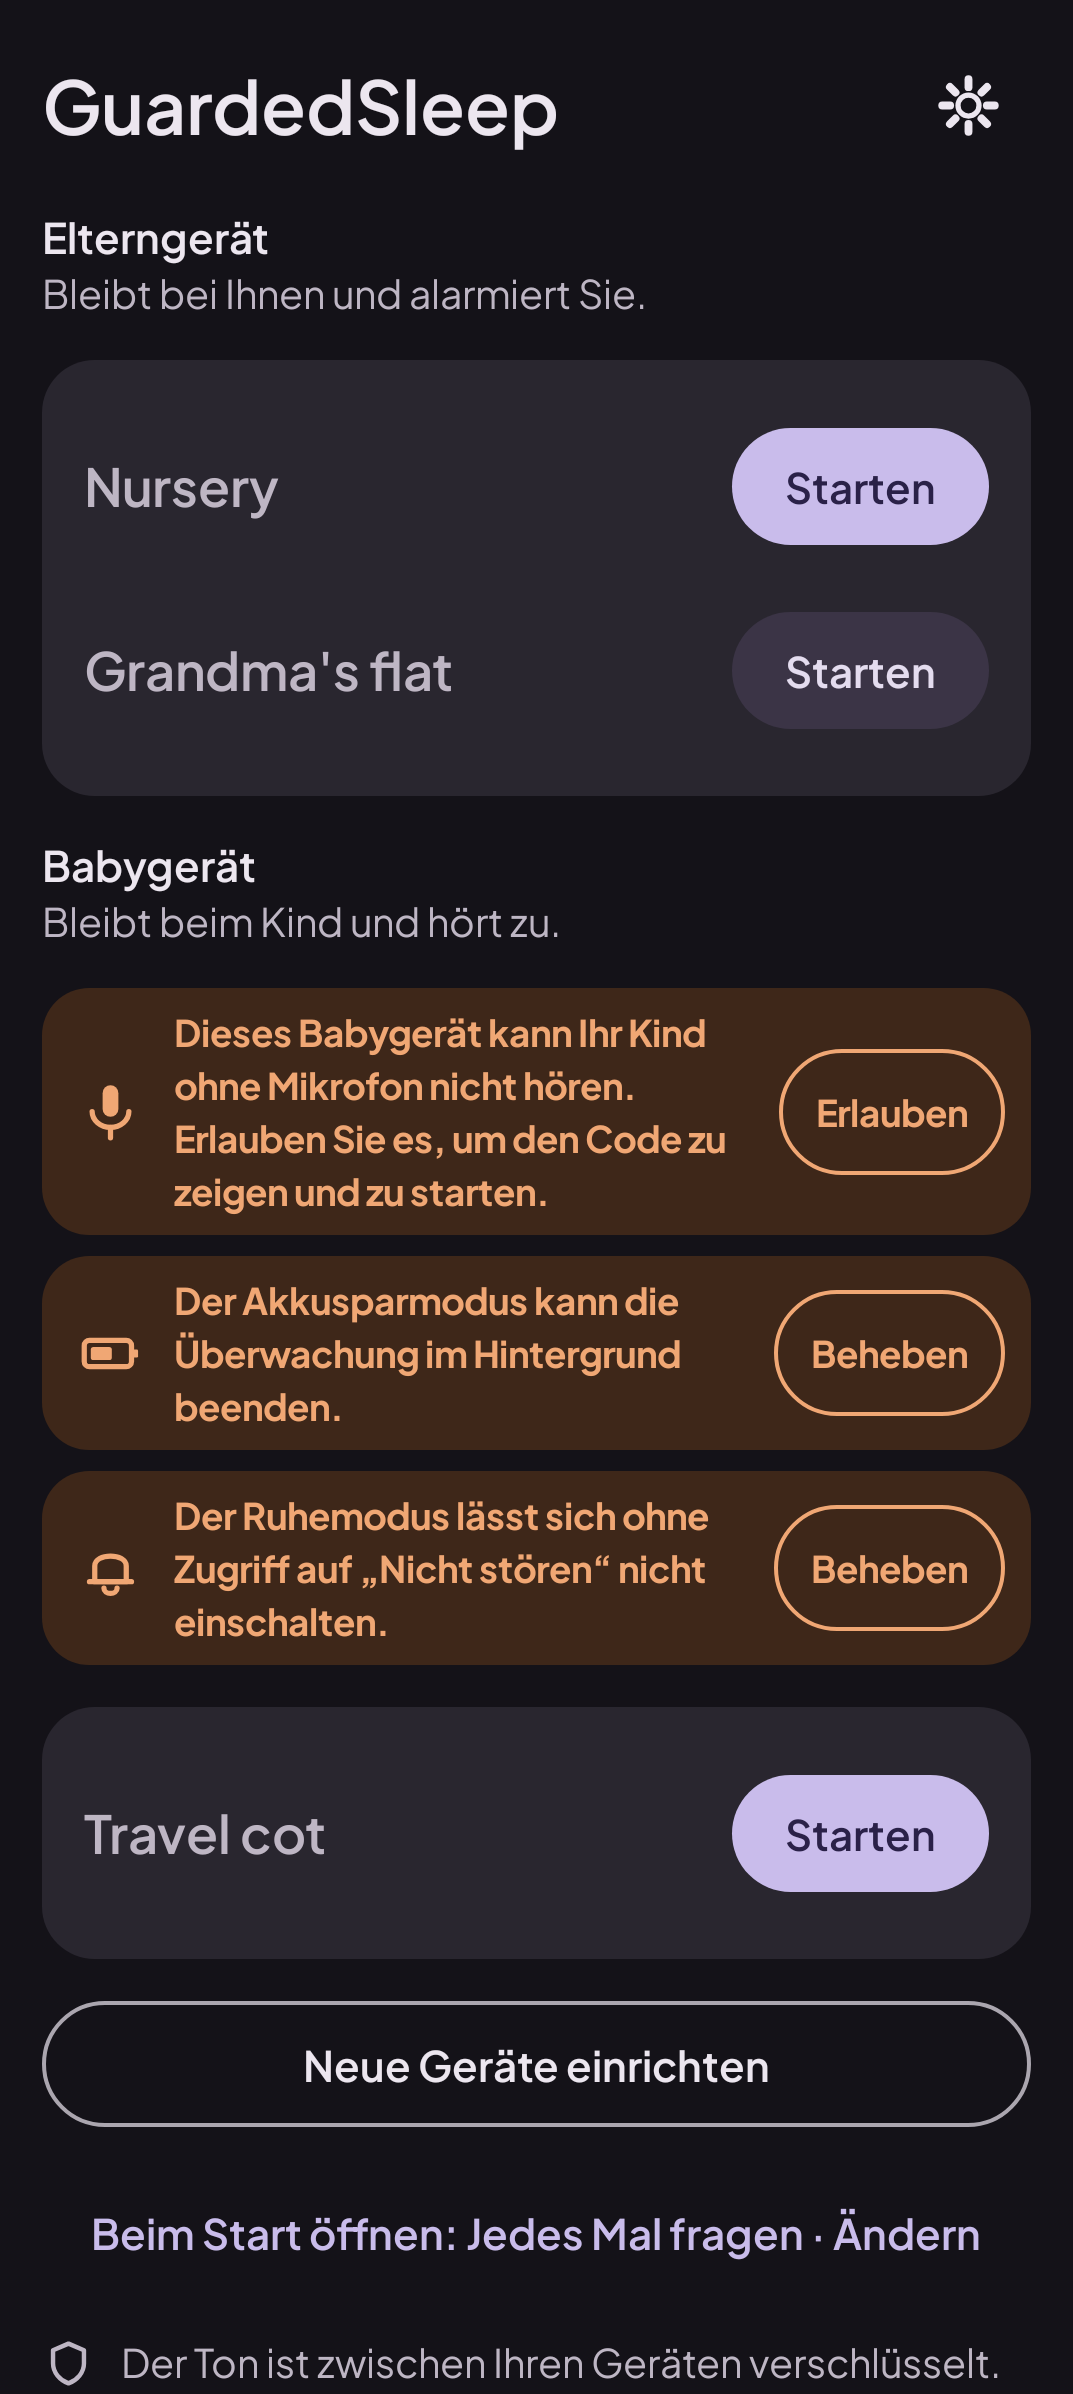 GuardedSleep
Elterngerät
Bleibt bei Ihnen und alarmiert Sie.
Nursery
Starten
Grandma's flat
Starten
Babygerät
Bleibt beim Kind und hört zu.
Dieses Babygerät kann Ihr Kind
ohne Mikrofon nicht hören.
Erlauben Sie es, um den Code zu
zeigen und zu starten.
Erlauben
Der Akkusparmodus kann die
Überwachung im Hintergrund
beenden.
Beheben
Der Ruhemodus lässt sich ohne
Zugriff auf „Nicht stören“ nicht
einschalten.
Beheben
Travel cot
Starten
Neue Geräte einrichten
Beim Start öffnen: Jedes Mal fragen · Ändern
Der Ton ist zwischen Ihren Geräten verschlüsselt.